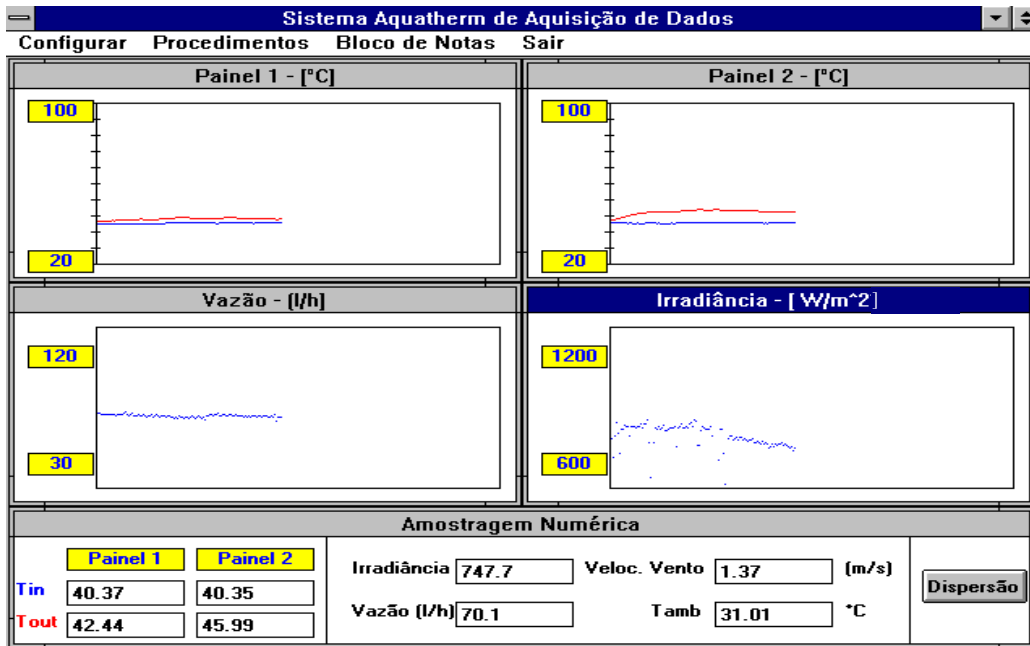 Sistema Aquatherm de Aquisição de Dados
Configurar Procedimentos Bloco de Notas Sair
Painel 1 - [°C]
100
20
Painel 2 - [°C]
100
20
Vazão - (l/h]
120
30
Irradiância - [ W/m^2]
1200
600
Amostragem Numérica
Painel 1 Painel 2
Tin 40.37 40.35
Tout 42.44 45.99
Irradiância 747.7 Veloc. Vento 1.37 (m/s)
Vazão (l/h) 70.1 Tamb 31.01 °C
Dispersão